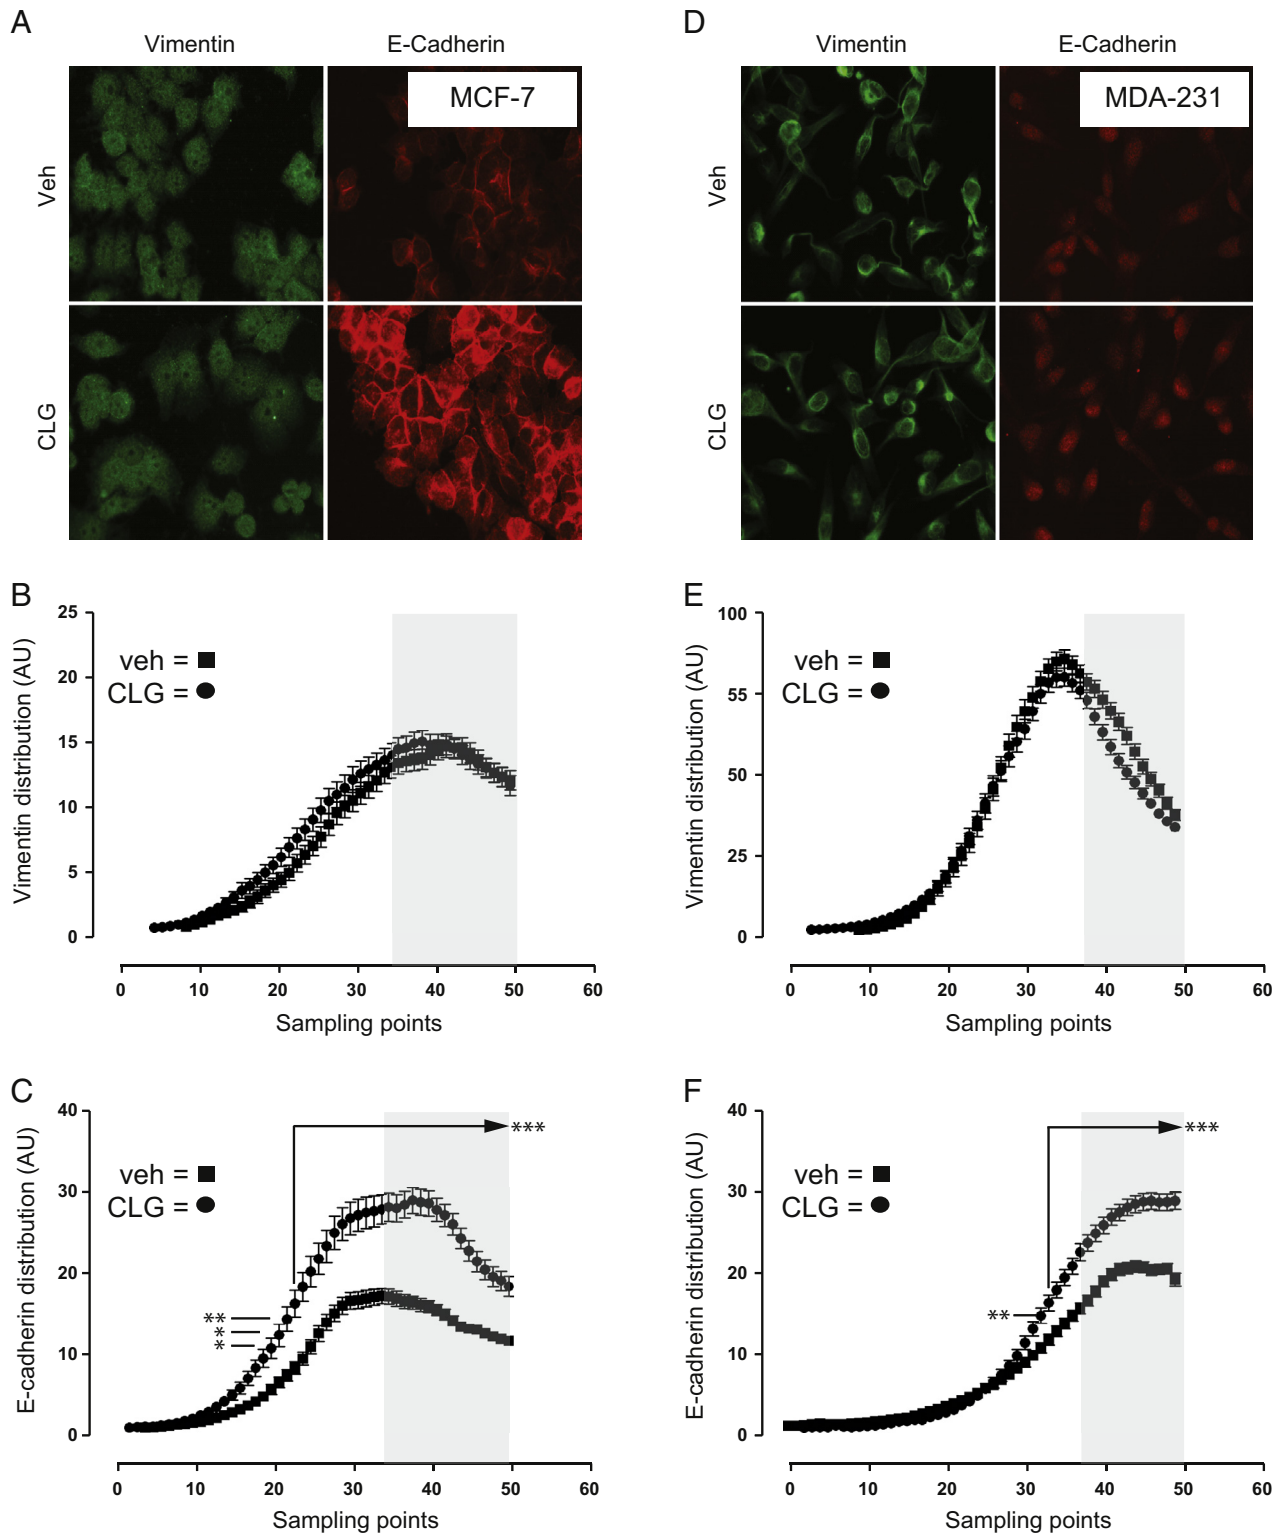 A
Vimentin
E-Cadherin
MCF-7
Veh
CLG
D
Vimentin
E-Cadherin
MDA-231
Veh
CLG
B
25
20
15
10
5
0
Vimentin distribution (AU)
veh =
CLG =
0 10 20 30 40 50 60
Sampling points
E
100
55
50
25
0
Vimentin distribution (AU)
veh =
CLG =
0 10 20 30 40 50 60
Sampling points
C
40
30
20
10
0
E-cadherin distribution (AU)
veh =
CLG =
***
**
*
*
0 10 20 30 40 50 60
Sampling points
F
40
30
20
10
0
E-cadherin distribution (AU)
veh =
CLG =
***
**
0 10 20 30 40 50 60
Sampling points